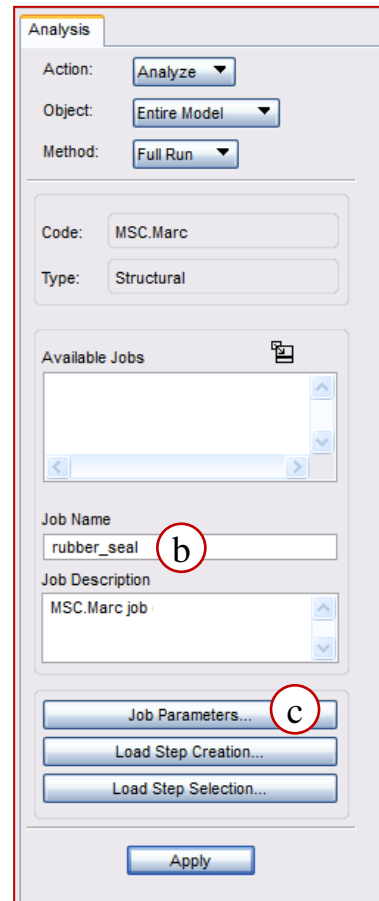 Analysis
Action: Analyze
Object: Entire Model
Method: Full Run
Code: MSC.Marc
Type: Structural
Available Jobs
Job Name
rubber_seal b
Job Description
MSC.Marc job
Job Parameters... c
Load Step Creation...
Load Step Selection...
Apply